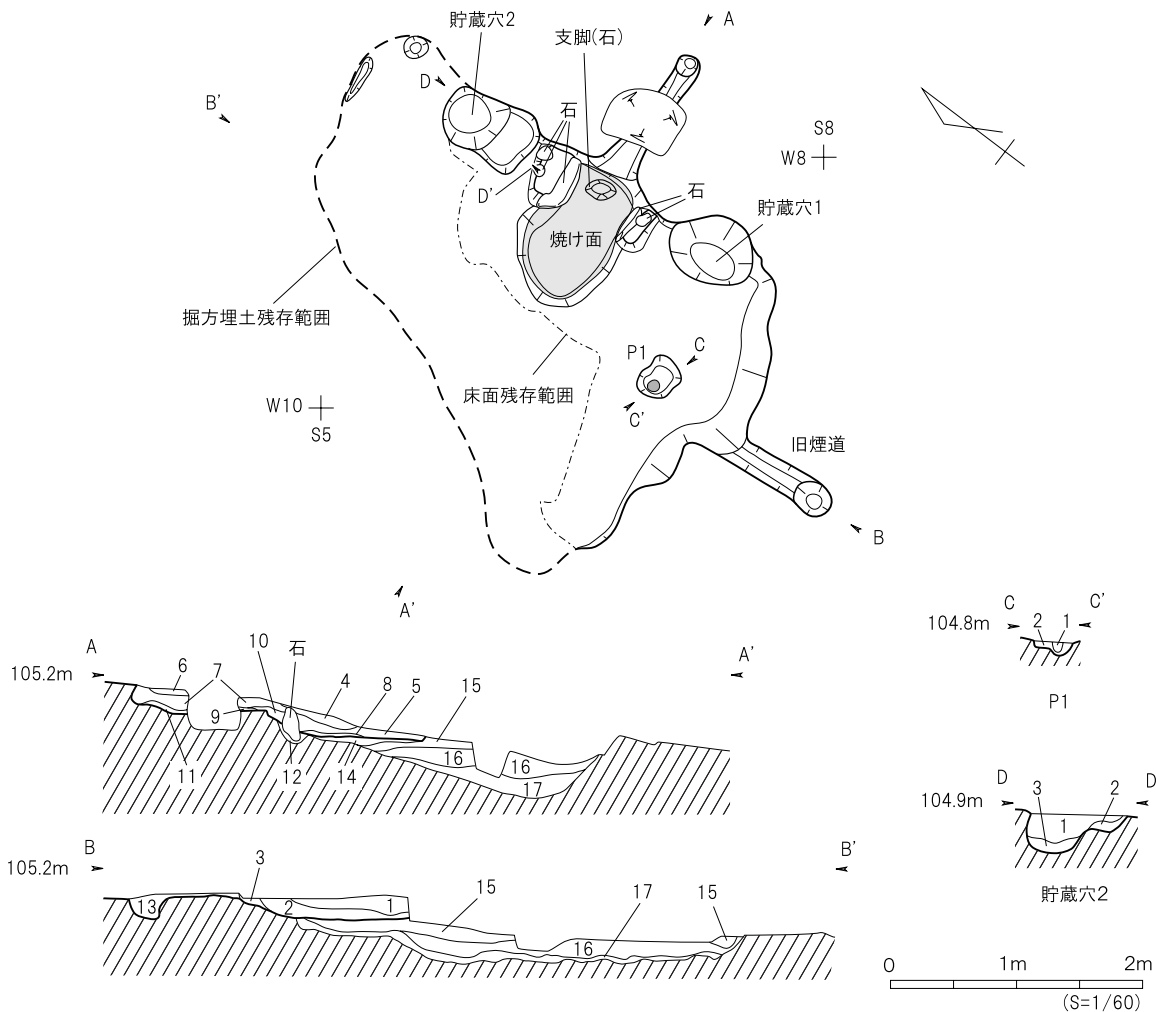 貯蔵穴2
A
支脚(石)
D
石
B'
S8
W8
D'
石
貯蔵穴1
焼け面
掘方埋土残存範囲
P1
C
床面残存範囲
W10
C'
S5
旧煙道
B
A'
A
10
石
A'
105.2m
6
7
4
8
5
15
9
16
16
11
12
14
17
C
C'
104.8m
2
1
P1
D
D
104.9m
3
2
1
貯蔵穴2
B
B'
105.2m
3
15
17
15
13
2
1
16
0
1m
2m
(S=1/60)